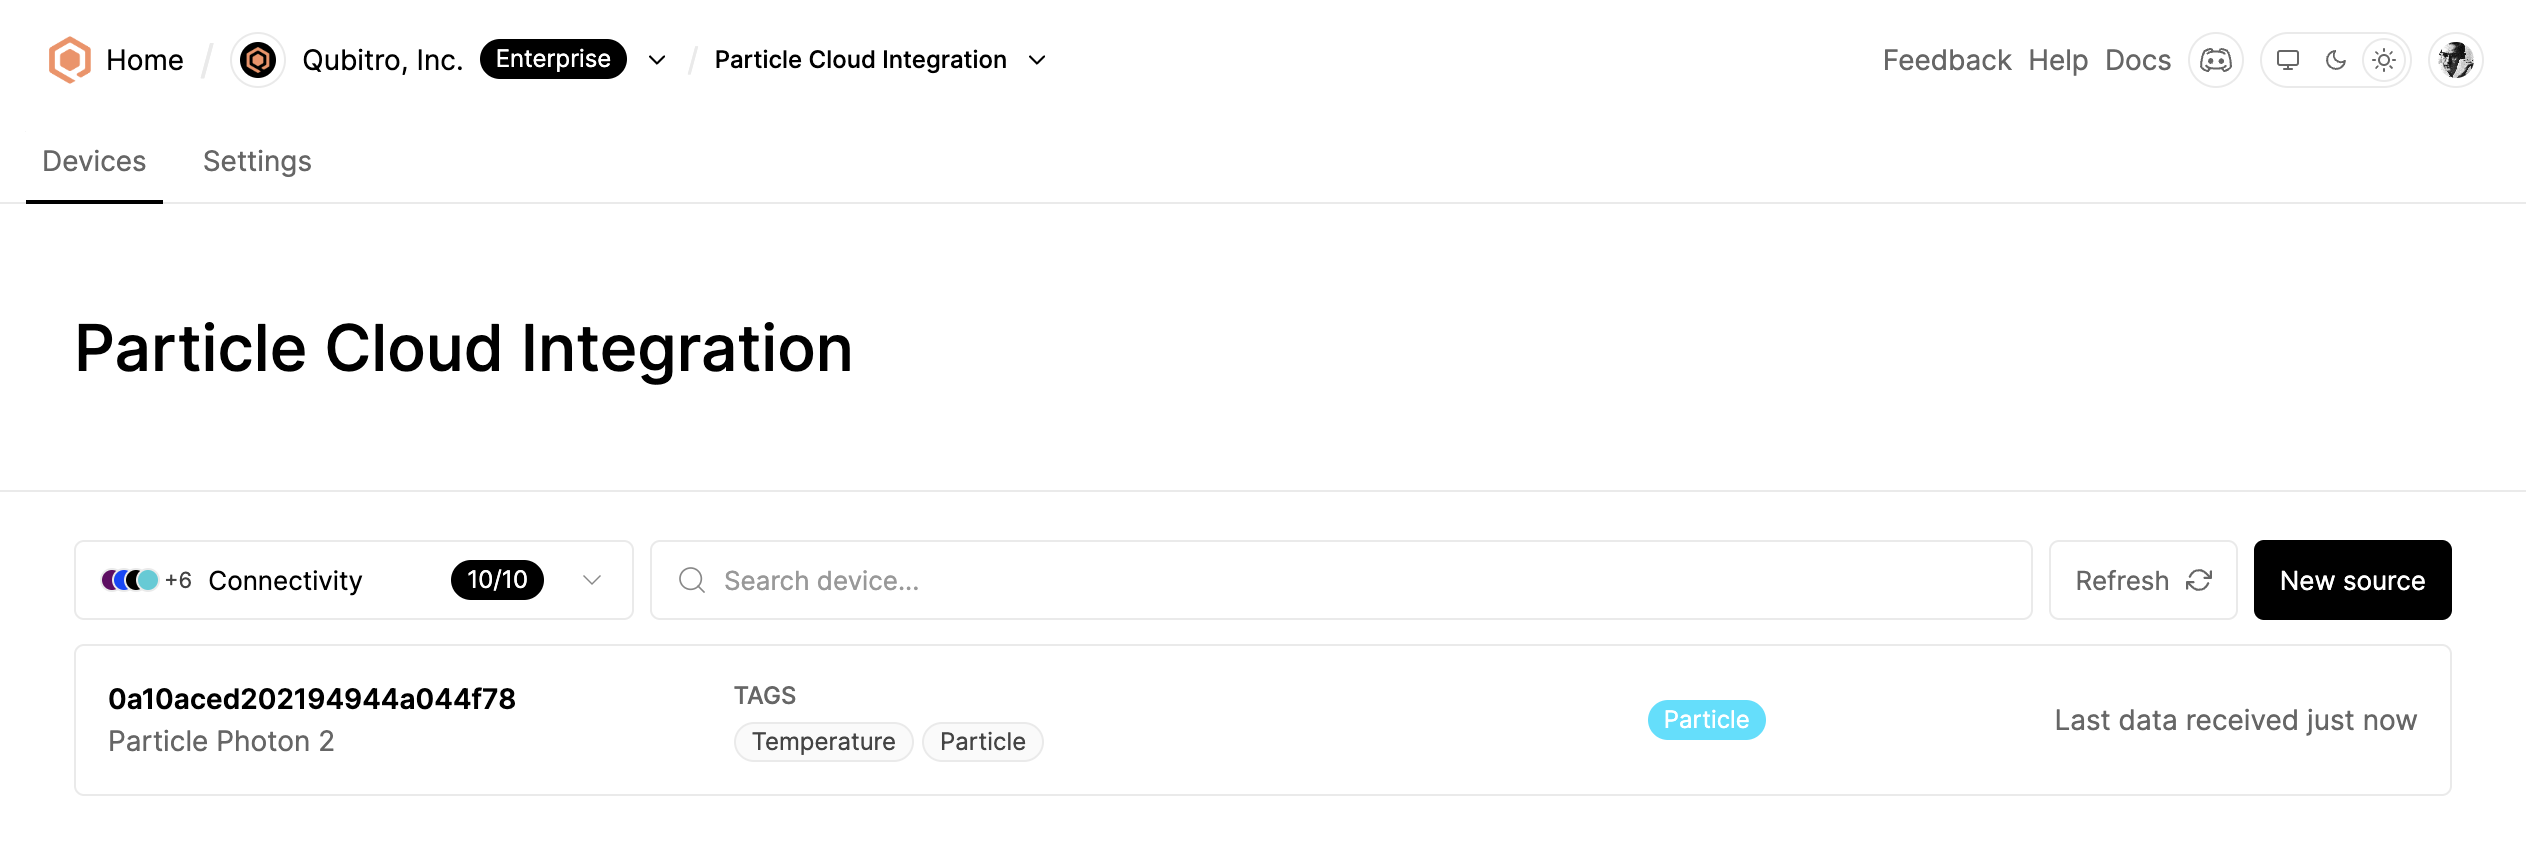 Home / Qubitro, Inc. Enterprise / Particle Cloud Integration
Feedback Help Docs
Devices Settings
Particle Cloud Integration
+6 Connectivity 10/10
Search device...
Refresh
New source
0a10aced202194944a044f78
Particle Photon 2
TAGS
Temperature Particle
Particle
Last data received just now